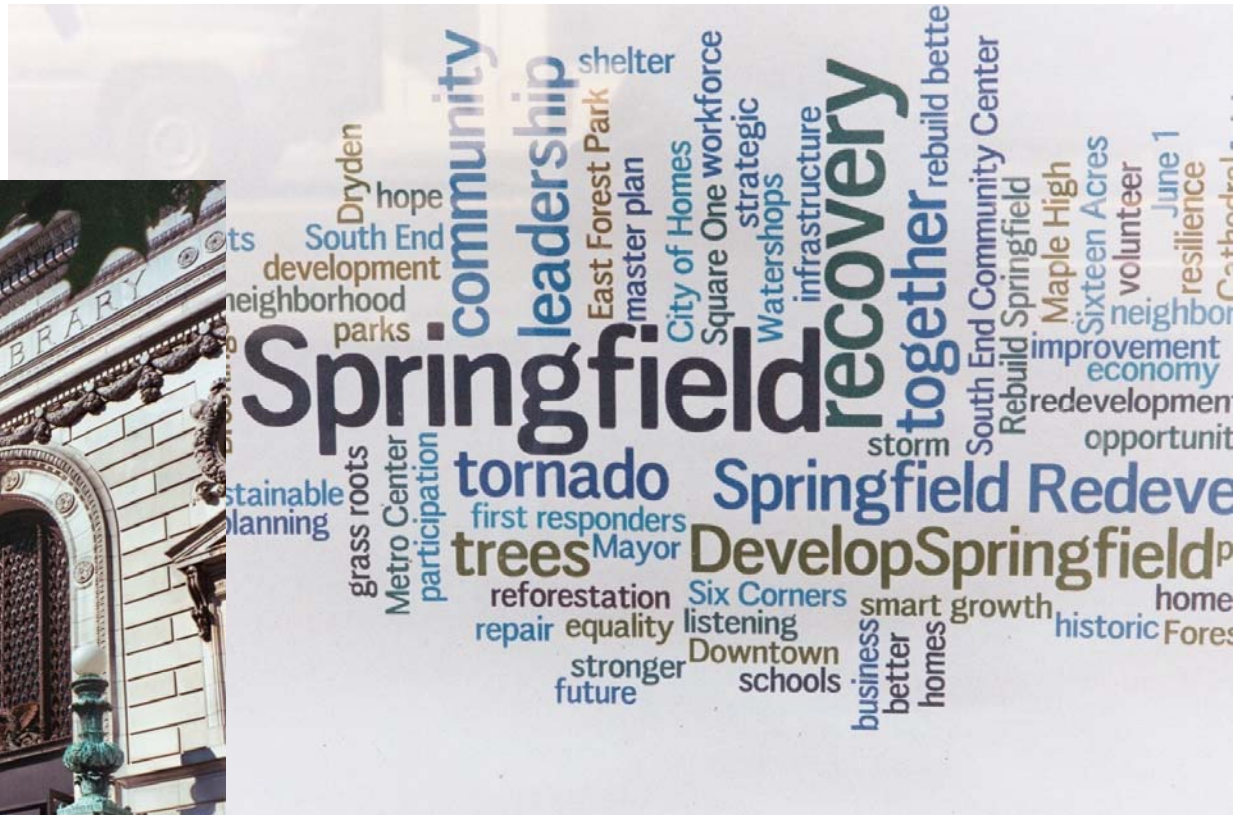 BRARY
Dryden
hope
South End
development
neighborhood
parks
community
leadership
shelter
East Forest Park
master plan
City of Homes
Square One
workforce
strategic
Watershops
infrastructure
recovery
together
rebuild bette
South End Community Center
Rebuild Springfield
Maple High
Sixteen Acres
volunteer
June 1
resilience
neighbor
improvement
economy
redevelopment
opportunit
Springfield
storm
ts
stainable
planning
grass roots
Metro Center
participation
tornado
Springfield Redeve
first responders
trees
Mayor
DevelopSpringfield
p
reforestation
Six Corners
smart growth
home
repair
equality
listening
historic
Fores
Downtown
stronger
schools
future
business
better
homes